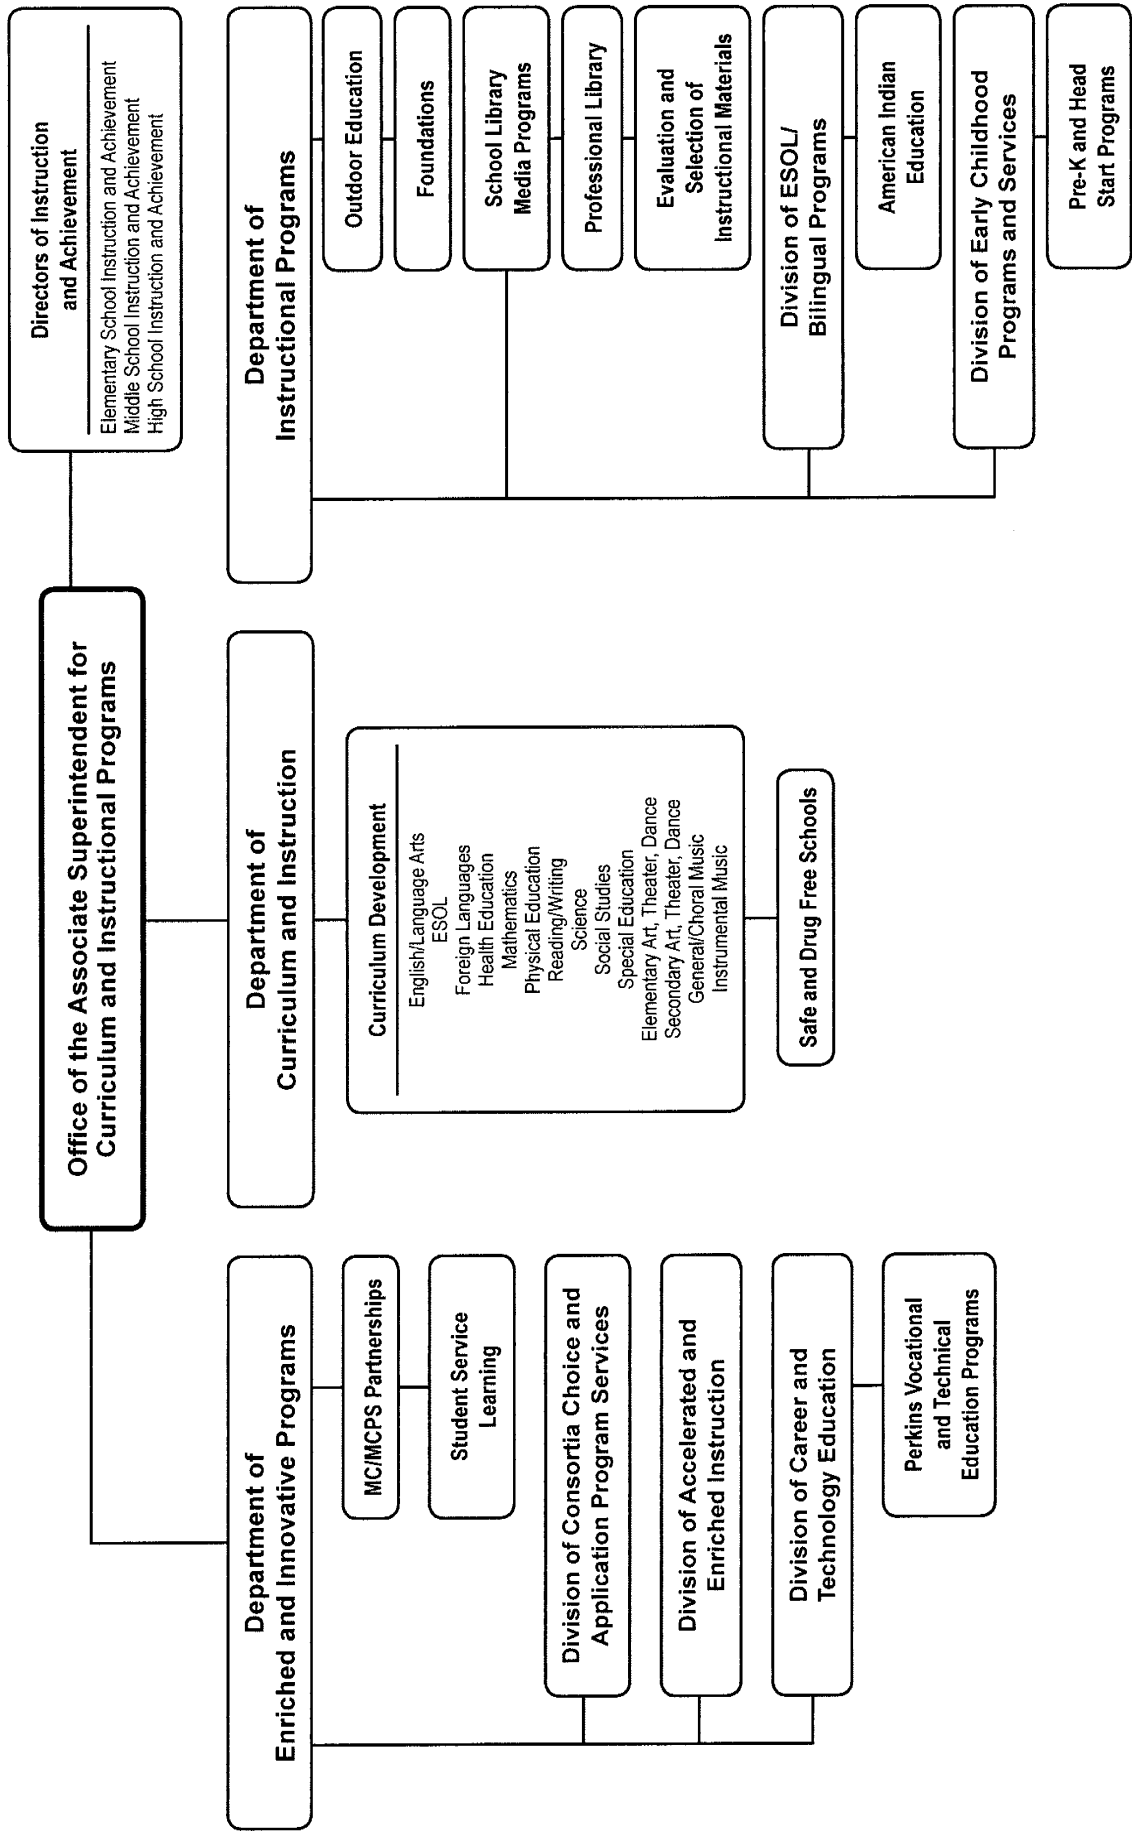 Office of the Associate Superintendent for
Curriculum and Instructional Programs
Directors of Instruction
and Achievement
Elementary School Instruction and Achievement
Middle School Instruction and Achievement
High School Instruction and Achievement
Department of
Enriched and Innovative Programs
MC/MCPS Partnerships
Student Service
Learning
Division of Consortia Choice and
Application Program Services
Division of Accelerated and
Enriched Instruction
Division of Career and
Technology Education
Perkins Vocational
and Technical
Education Programs
Department of
Curriculum and Instruction
Curriculum Development
English/Language Arts
ESOL
Foreign Languages
Health Education
Mathematics
Physical Education
Reading/Writing
Science
Social Studies
Special Education
Elementary Art, Theater, Dance
Secondary Art, Theater, Dance
General/Choral Music
Instrumental Music
Safe and Drug Free Schools
Department of
Instructional Programs
Outdoor Education
Foundations
School Library
Media Programs
Professional Library
Evaluation and
Selection of
Instructional Materials
Division of ESOL/
Bilingual Programs
American Indian
Education
Division of Early Childhood
Programs and Services
Pre-K and Head
Start Programs